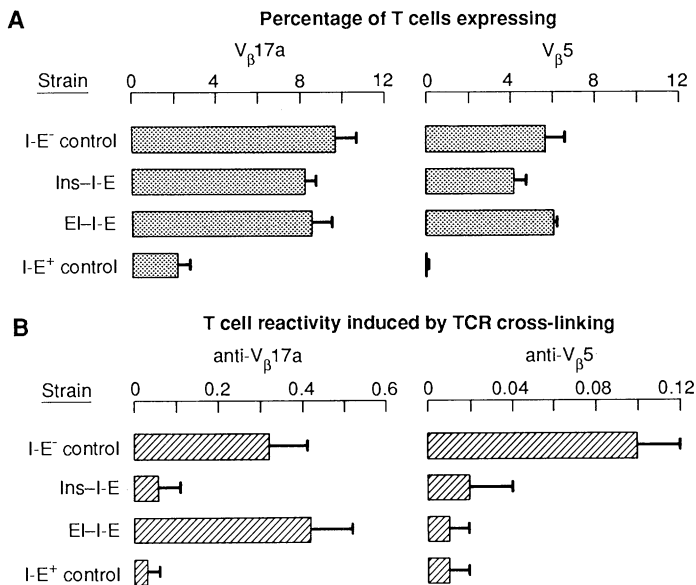 A
Percentage of T cells expressing
Vβ17a
Vβ5
Strain
0 4 8 12
0 4 8 12
I-E⁻ control
Ins–I-E
El–I-E
I-E⁺ control
B
T cell reactivity induced by TCR cross-linking
anti-Vβ17a
anti-Vβ5
Strain
0 0.2 0.4 0.6
0 0.04 0.08 0.12
I-E⁻ control
Ins–I-E
El–I-E
I-E⁺ control